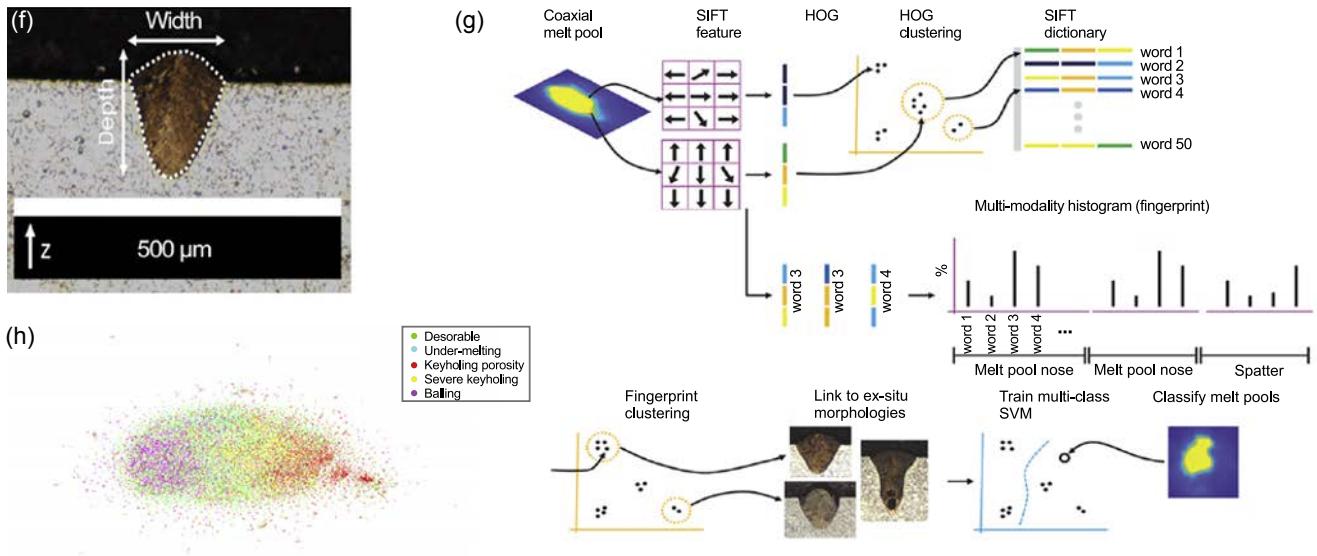 (f)
Width
Depth
z
500 µm
(g)
Coaxial
melt pool
SIFT
feature
HOG
HOG
clustering
SIFT
dictionary
word 1
word 2
word 3
word 4
word 50
Multi-modality histogram (fingerprint)
word 3
word 3
word 4
%
word 1
word 2
word 3
word 4
...
Melt pool nose
Melt pool nose
Spatter
(h)
Desorable
Under-melting
Keyholing porosity
Severe keyholing
Balling
Fingerprint
clustering
Link to ex-situ
morphologies
Train multi-class
SVM
Classify melt pools